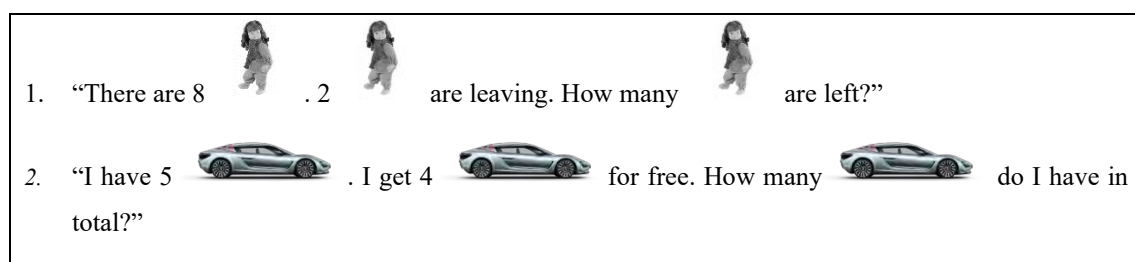 1. “There are 8 . 2 are leaving. How many are left?”
2. “I have 5 . I get 4 for free. How many do I have in
total?”